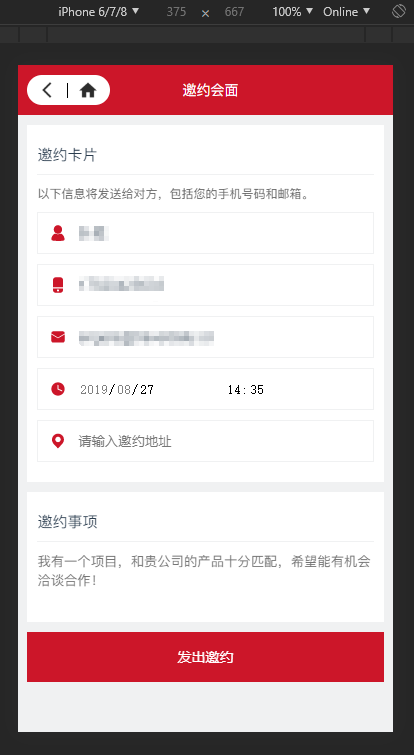 iPhone 6/7/8 ▼ 375 × 667 100% ▼ Online ▼
邀约会面
邀约卡片
以下信息将发送给对方，包括您的手机号码和邮箱。
2019/08/27 14:35
请输入邀约地址
邀约事项
我有一个项目，和贵公司的产品十分匹配，希望能有机会
洽谈合作！
发出邀约